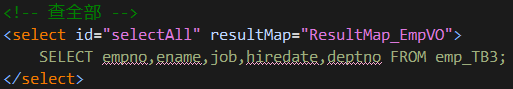 <!-- 查全部 -->
<select id="selectAll" resultMap="ResultMap_EmpVO">
SELECT empno,ename,job,hiredate,deptno FROM emp_TB3;
</select>